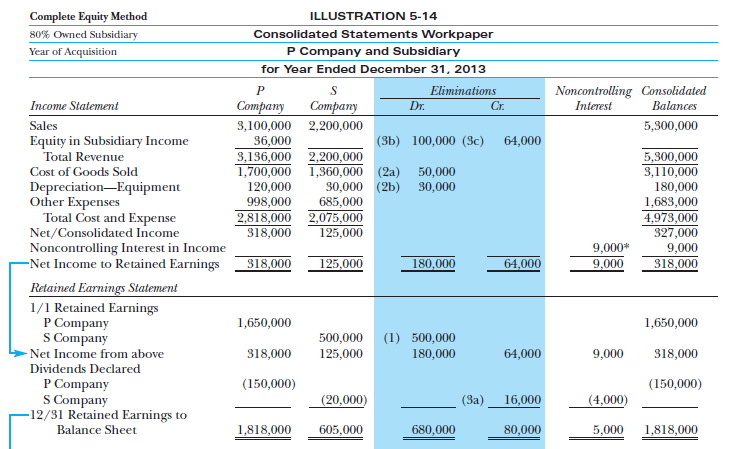 Complete Equity Method ILLUSTRATION 5-14
80% Owned Subsidiary Consolidated Statements Workpaper
Year of Acquisition P Company and Subsidiary
for Year Ended December 31, 2013
P S Eliminations Noncontrolling Consolidated
Income Statement Company Company Dr. Cr. Interest Balances
Sales 3,100,000 2,200,000 5,300,000
Equity in Subsidiary Income 36,000 (3b) 100,000 (3c) 64,000
Total Revenue 3,136,000 2,200,000 5,300,000
Cost of Goods Sold 1,700,000 1,360,000 (2a) 50,000 3,110,000
Depreciation—Equipment 120,000 30,000 (2b) 30,000 180,000
Other Expenses 998,000 685,000 1,683,000
Total Cost and Expense 2,818,000 2,075,000 4,973,000
Net/Consolidated Income 318,000 125,000 327,000
Noncontrolling Interest in Income 9,000* 9,000
Net Income to Retained Earnings 318,000 125,000 180,000 64,000 9,000 318,000
Retained Earnings Statement
1/1 Retained Earnings
P Company 1,650,000 1,650,000
S Company 500,000 (1) 500,000
Net Income from above 318,000 125,000 180,000 64,000 9,000 318,000
Dividends Declared
P Company (150,000) (150,000)
S Company (20,000) (3a) 16,000 (4,000)
12/31 Retained Earnings to
Balance Sheet 1,818,000 605,000 680,000 80,000 5,000 1,818,000